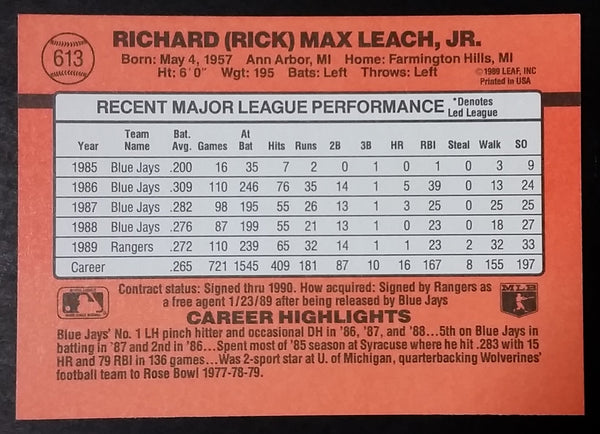 613
RICHARD (RICK) MAX LEACH, JR.
Born: May 4, 1957 Ann Arbor, MI Home: Farmington Hills, MI
Ht: 6' 0" Wgt: 195 Bats: Left Throws: Left
©1989 LEAF, INC
Printed in USA
RECENT MAJOR LEAGUE PERFORMANCE *Denotes Led League
Year Team Name Bat. Avg. Games At Bat Hits Runs 2B 3B HR RBI Steal Walk SO
1985 Blue Jays .200 16 35 7 2 0 1 0 1 0 3 9
1986 Blue Jays .309 110 246 76 35 14 1 5 39 0 13 24
1987 Blue Jays .282 98 195 55 26 13 1 3 25 0 25 25
1988 Blue Jays .276 87 199 55 21 13 1 0 23 0 18 27
1989 Rangers .272 110 239 65 32 14 1 1 23 2 32 33
Career .265 721 1545 409 181 87 10 16 167 8 155 197
Contract status: Signed thru 1990. How acquired: Signed by Rangers as
a free agent 1/23/89 after being released by Blue Jays
MLB
CAREER HIGHLIGHTS
Blue Jays' No. 1 LH pinch hitter and occasional DH in '86, '87, and '88...5th on Blue Jays in
batting in '87 and 2nd in '86...Spent most of '85 season at Syracuse where he hit .283 with 15
HR and 79 RBI in 136 games...Was 2-sport star at U. of Michigan, quarterbacking Wolverines'
football team to Rose Bowl 1977-78-79.